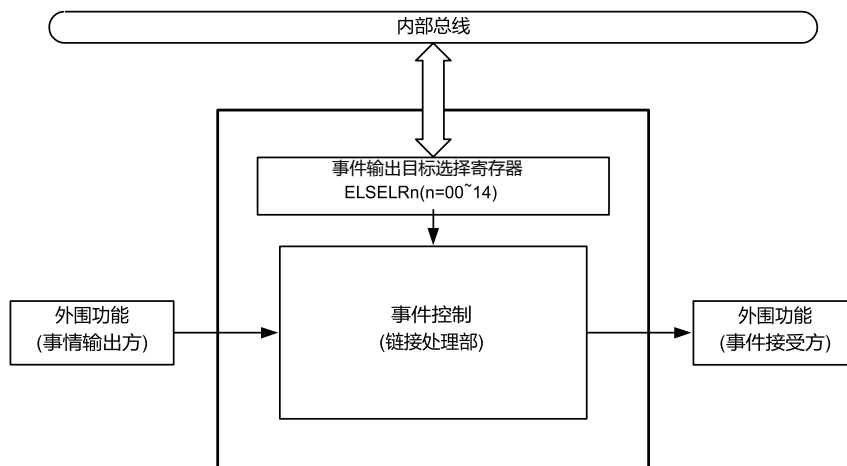 内部总线
事件输出目标选择寄存器
ELSELRn(n=00~14)
外围功能
(事情输出方)
事件控制
(链接处理部)
外围功能
(事件接受方)